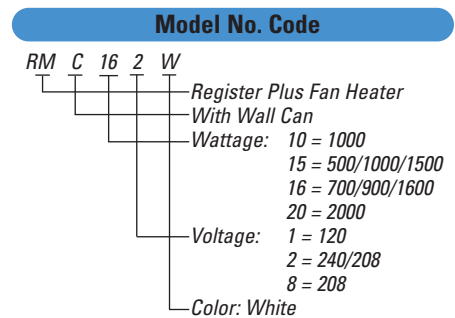 Model No. Code
RM C 16 2 W
Register Plus Fan Heater
With Wall Can
Wattage: 10 = 1000
15 = 500/1000/1500
16 = 700/900/1600
20 = 2000
Voltage: 1 = 120
2 = 240/208
8 = 208
Color: White